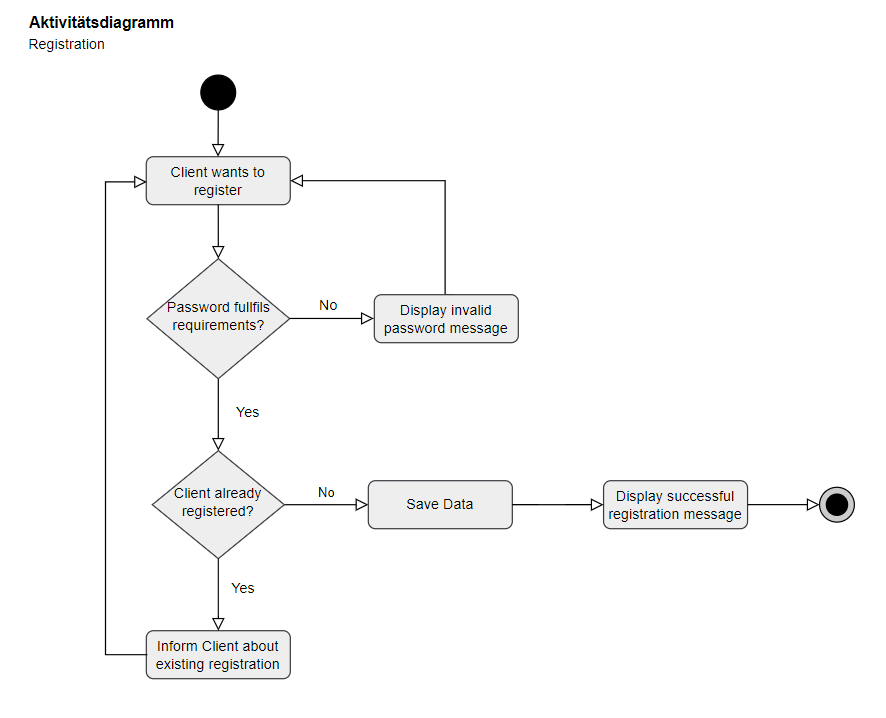 Aktivitätsdiagramm
Registration
Client wants to
register
Password fullfils
requirements?
No
Display invalid
password message
Yes
Client already
registered?
No
Save Data
Display successful
registration message
Yes
Inform Client about
existing registration